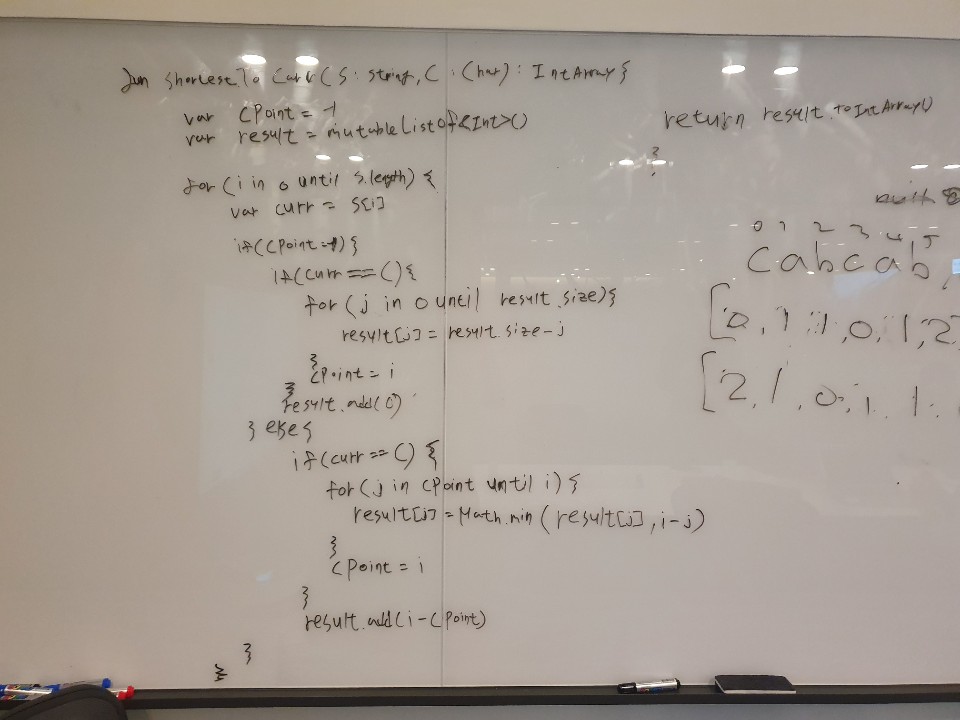 fun shortestToCarr(S: string, C: Char): IntArray {
var cPoint = -1
var result = mutableListOf<Int>()
for (i in 0 until s.length) {
var curr = s[i]
if(cPoint == -1) {
if(curr == C) {
for (j in 0 until result.size) {
result[j] = result.size-j
}
cPoint = i
}
result.add(0)
} else {
if(curr == C) {
for (j in cPoint until i) {
result[j] = Math.min(result[j], i-j)
}
cPoint = i
}
result.add(i-cPoint)
}
}
return result.toIntArray()
}
0 1 2 3 4 5
cabcab,
[0, 1, 1, 0, 1, 2
[2, 1, 0, 1, 1,